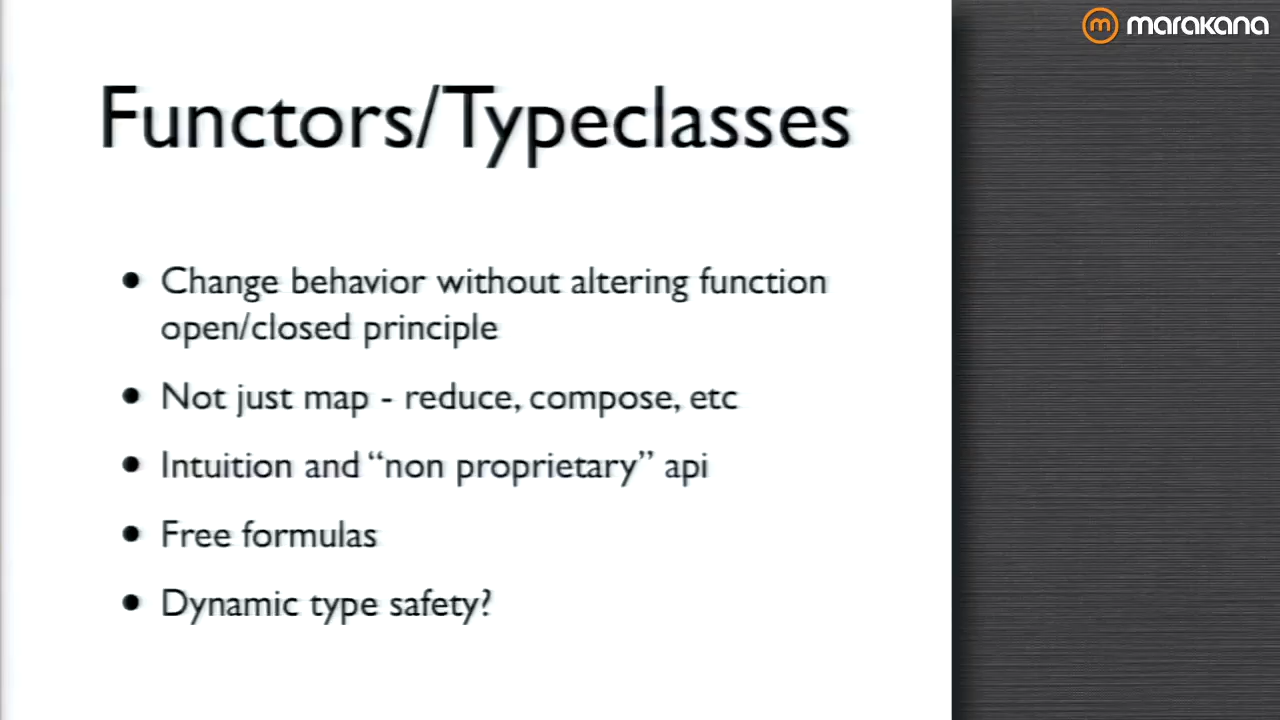 marakana
Functors/Typeclasses
• Change behavior without altering function
open/closed principle
• Not just map - reduce, compose, etc
• Intuition and “non proprietary” api
• Free formulas
• Dynamic type safety?